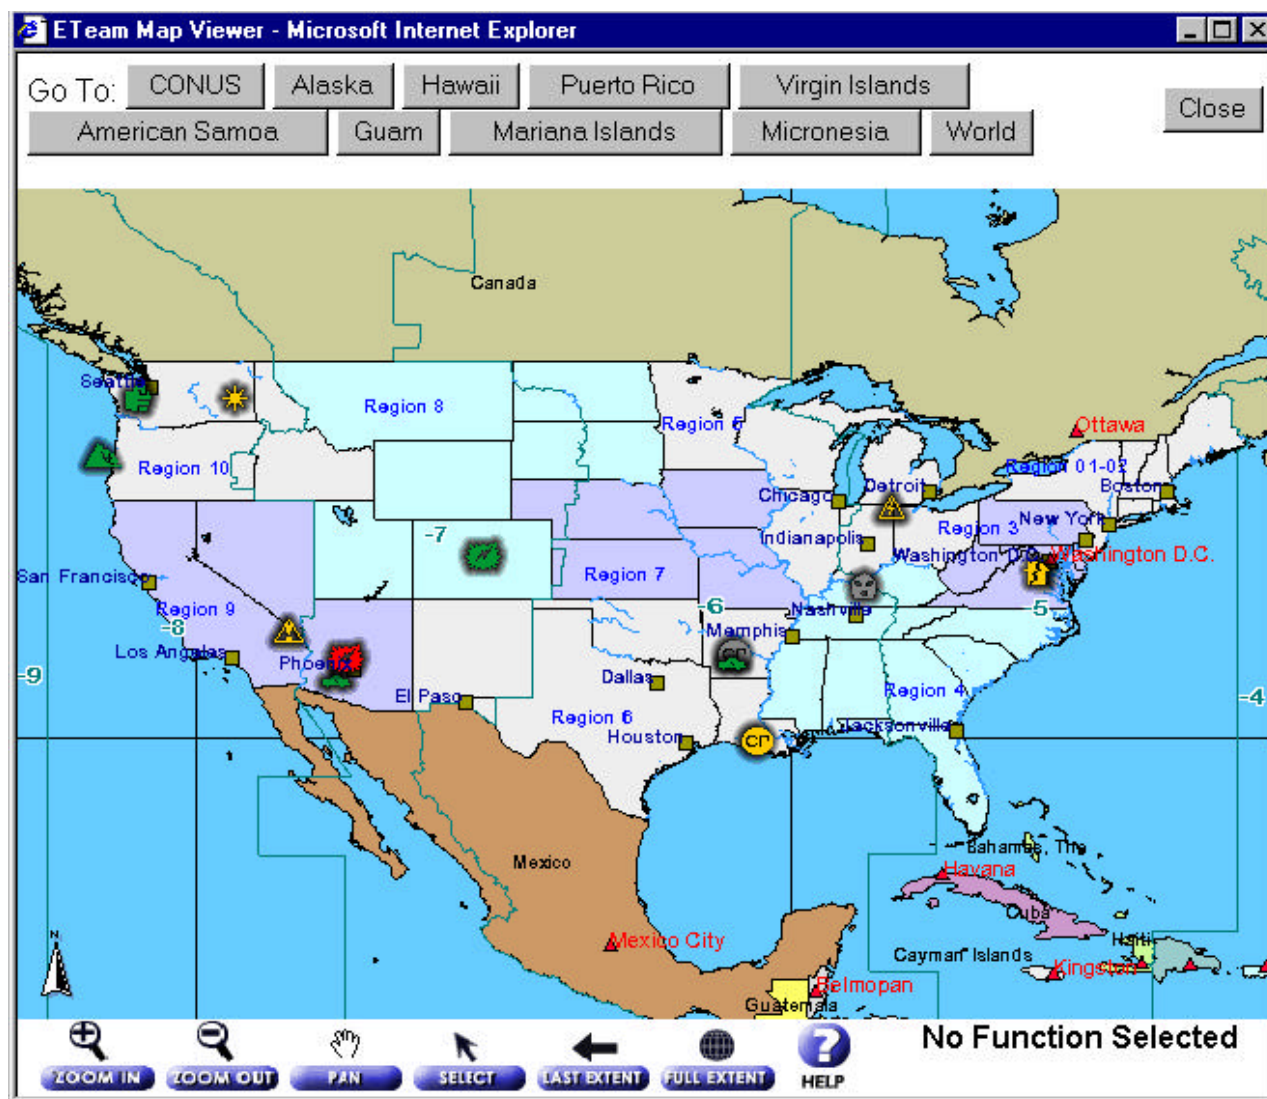 ETeam Map Viewer - Microsoft Internet Explorer
Go To: CONUS Alaska Hawaii Puerto Rico Virgin Islands
Close
American Samoa Guam Mariana Islands Micronesia World
Canada
Seattle
Region 8
Region 5
Ottawa
Region 10
Region 01-02
Chicago
Detroit
Boston
-7
Region 3
New York
Indianapolis
Washington D.C.
Washington D.C.
San Francisco
Region 7
Region 9
-8
-6
Nashville
-5
Memphis
Los Angeles
Phoenix
-9
Dallas
El Paso
Region 4
-4
Region 6
Houston
CP
Jacksonville
Mexico
Bahamas, The
Havana
Cuba
N
Mexico City
Haiti
Cayman Islands
Kingston
Belmopan
Guatemala
ZOOM IN
ZOOM OUT
PAN
SELECT
LAST EXTENT
FULL EXTENT
?
HELP
No Function Selected